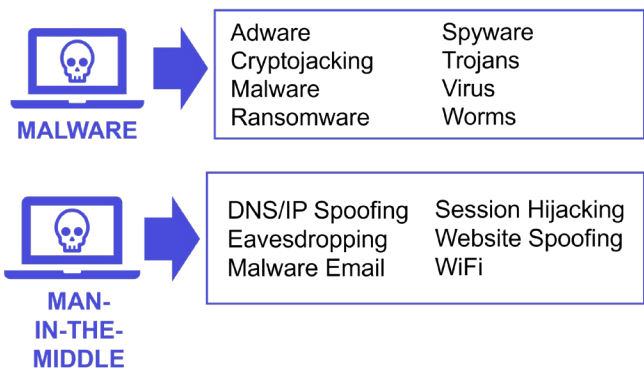 MALWARE
Adware
Cryptojacking
Malware
Ransomware
Spyware
Trojans
Virus
Worms
MAN-
IN-THE-
MIDDLE
DNS/IP Spoofing
Eavesdropping
Malware Email
Session Hijacking
Website Spoofing
WiFi